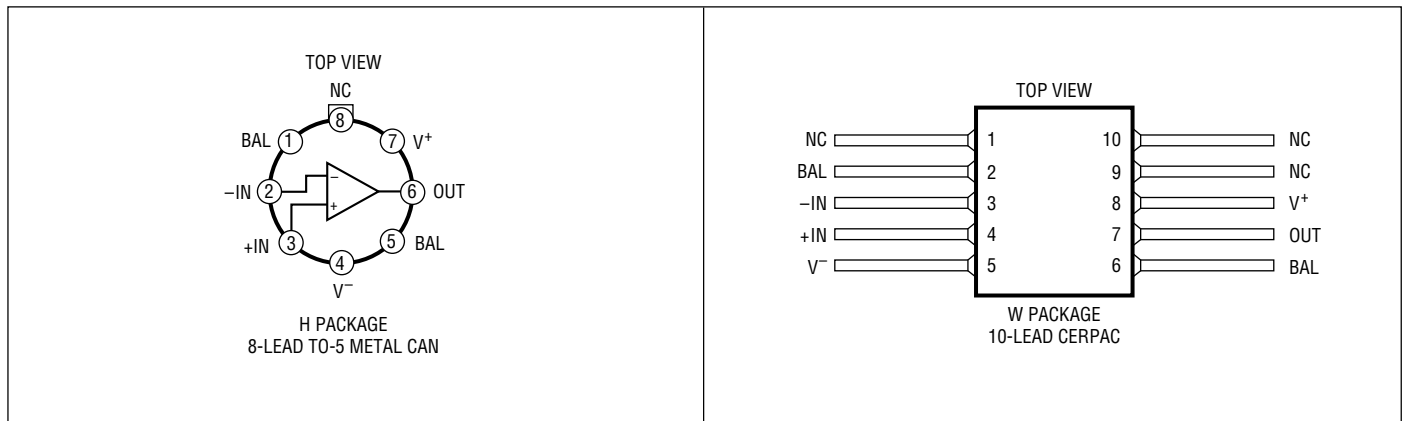 TOP VIEW
NC
8
BAL 1
7 V+
–IN 2
–
6 OUT
+
+IN 3
5 BAL
4
V–
H PACKAGE
8-LEAD TO-5 METAL CAN
TOP VIEW
NC 1 10 NC
BAL 2 9 NC
–IN 3 8 V+
+IN 4 7 OUT
V– 5 6 BAL
W PACKAGE
10-LEAD CERPAC